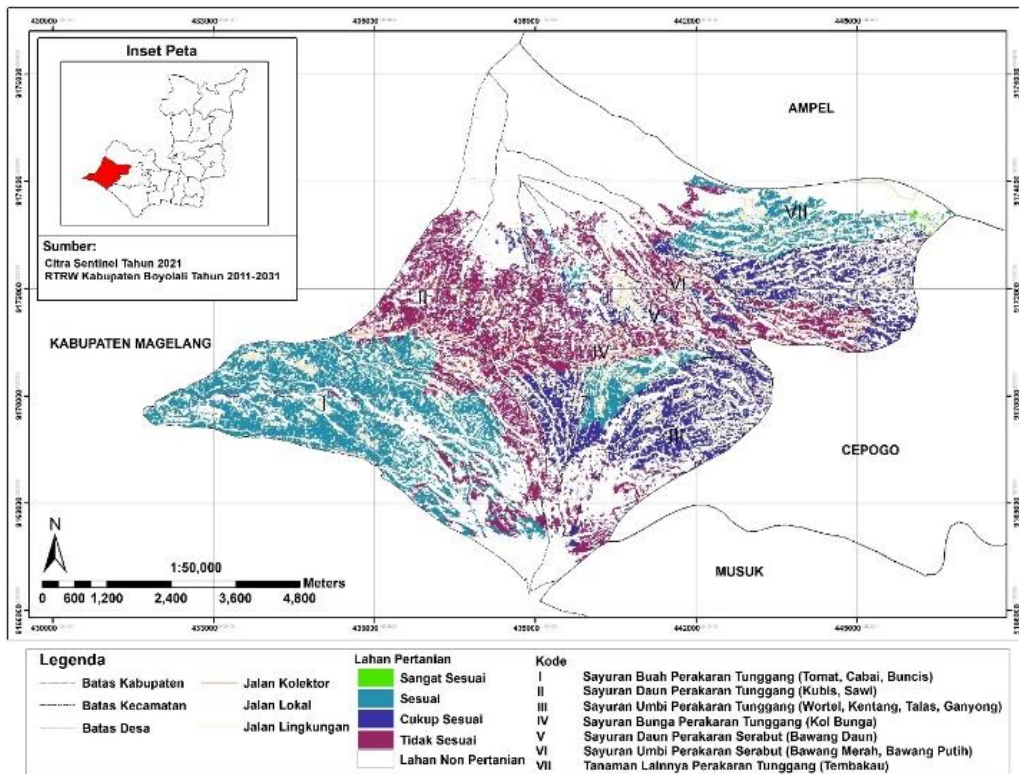 Inset Peta
Sumber:
Citra Sentinel Tahun 2021
RTRW Kabupaten Boyolali Tahun 2011-2031
AMPEL
KABUPATEN MAGELANG
CEPOGO
MUSUK
VII
II
VI
V
IV
I
III
N
1:50,000
Meters
0 600 1,200 2,400 3,600 4,800
Legenda
Batas Kabupaten
Batas Kecamatan
Batas Desa
Jalan Kolektor
Jalan Lokal
Jalan Lingkungan
Lahan Pertanian
Sangat Sesuai
Sesuai
Cukup Sesuai
Tidak Sesuai
Lahan Non Pertanian
Kode
I Sayuran Buah Perakaran Tunggang (Tomat, Cabai, Buncis)
II Sayuran Daun Perakaran Tunggang (Kubis, Sawi)
III Sayuran Umbi Perakaran Tunggang (Wortel, Kentang, Talas, Ganyong)
IV Sayuran Bunga Perakaran Tunggang (Kol Bunga)
V Sayuran Daun Perakaran Serabut (Bawang Daun)
VI Sayuran Umbi Perakaran Serabut (Bawang Merah, Bawang Putih)
VII Tanaman Lainnya Perakaran Tunggang (Tembakau)